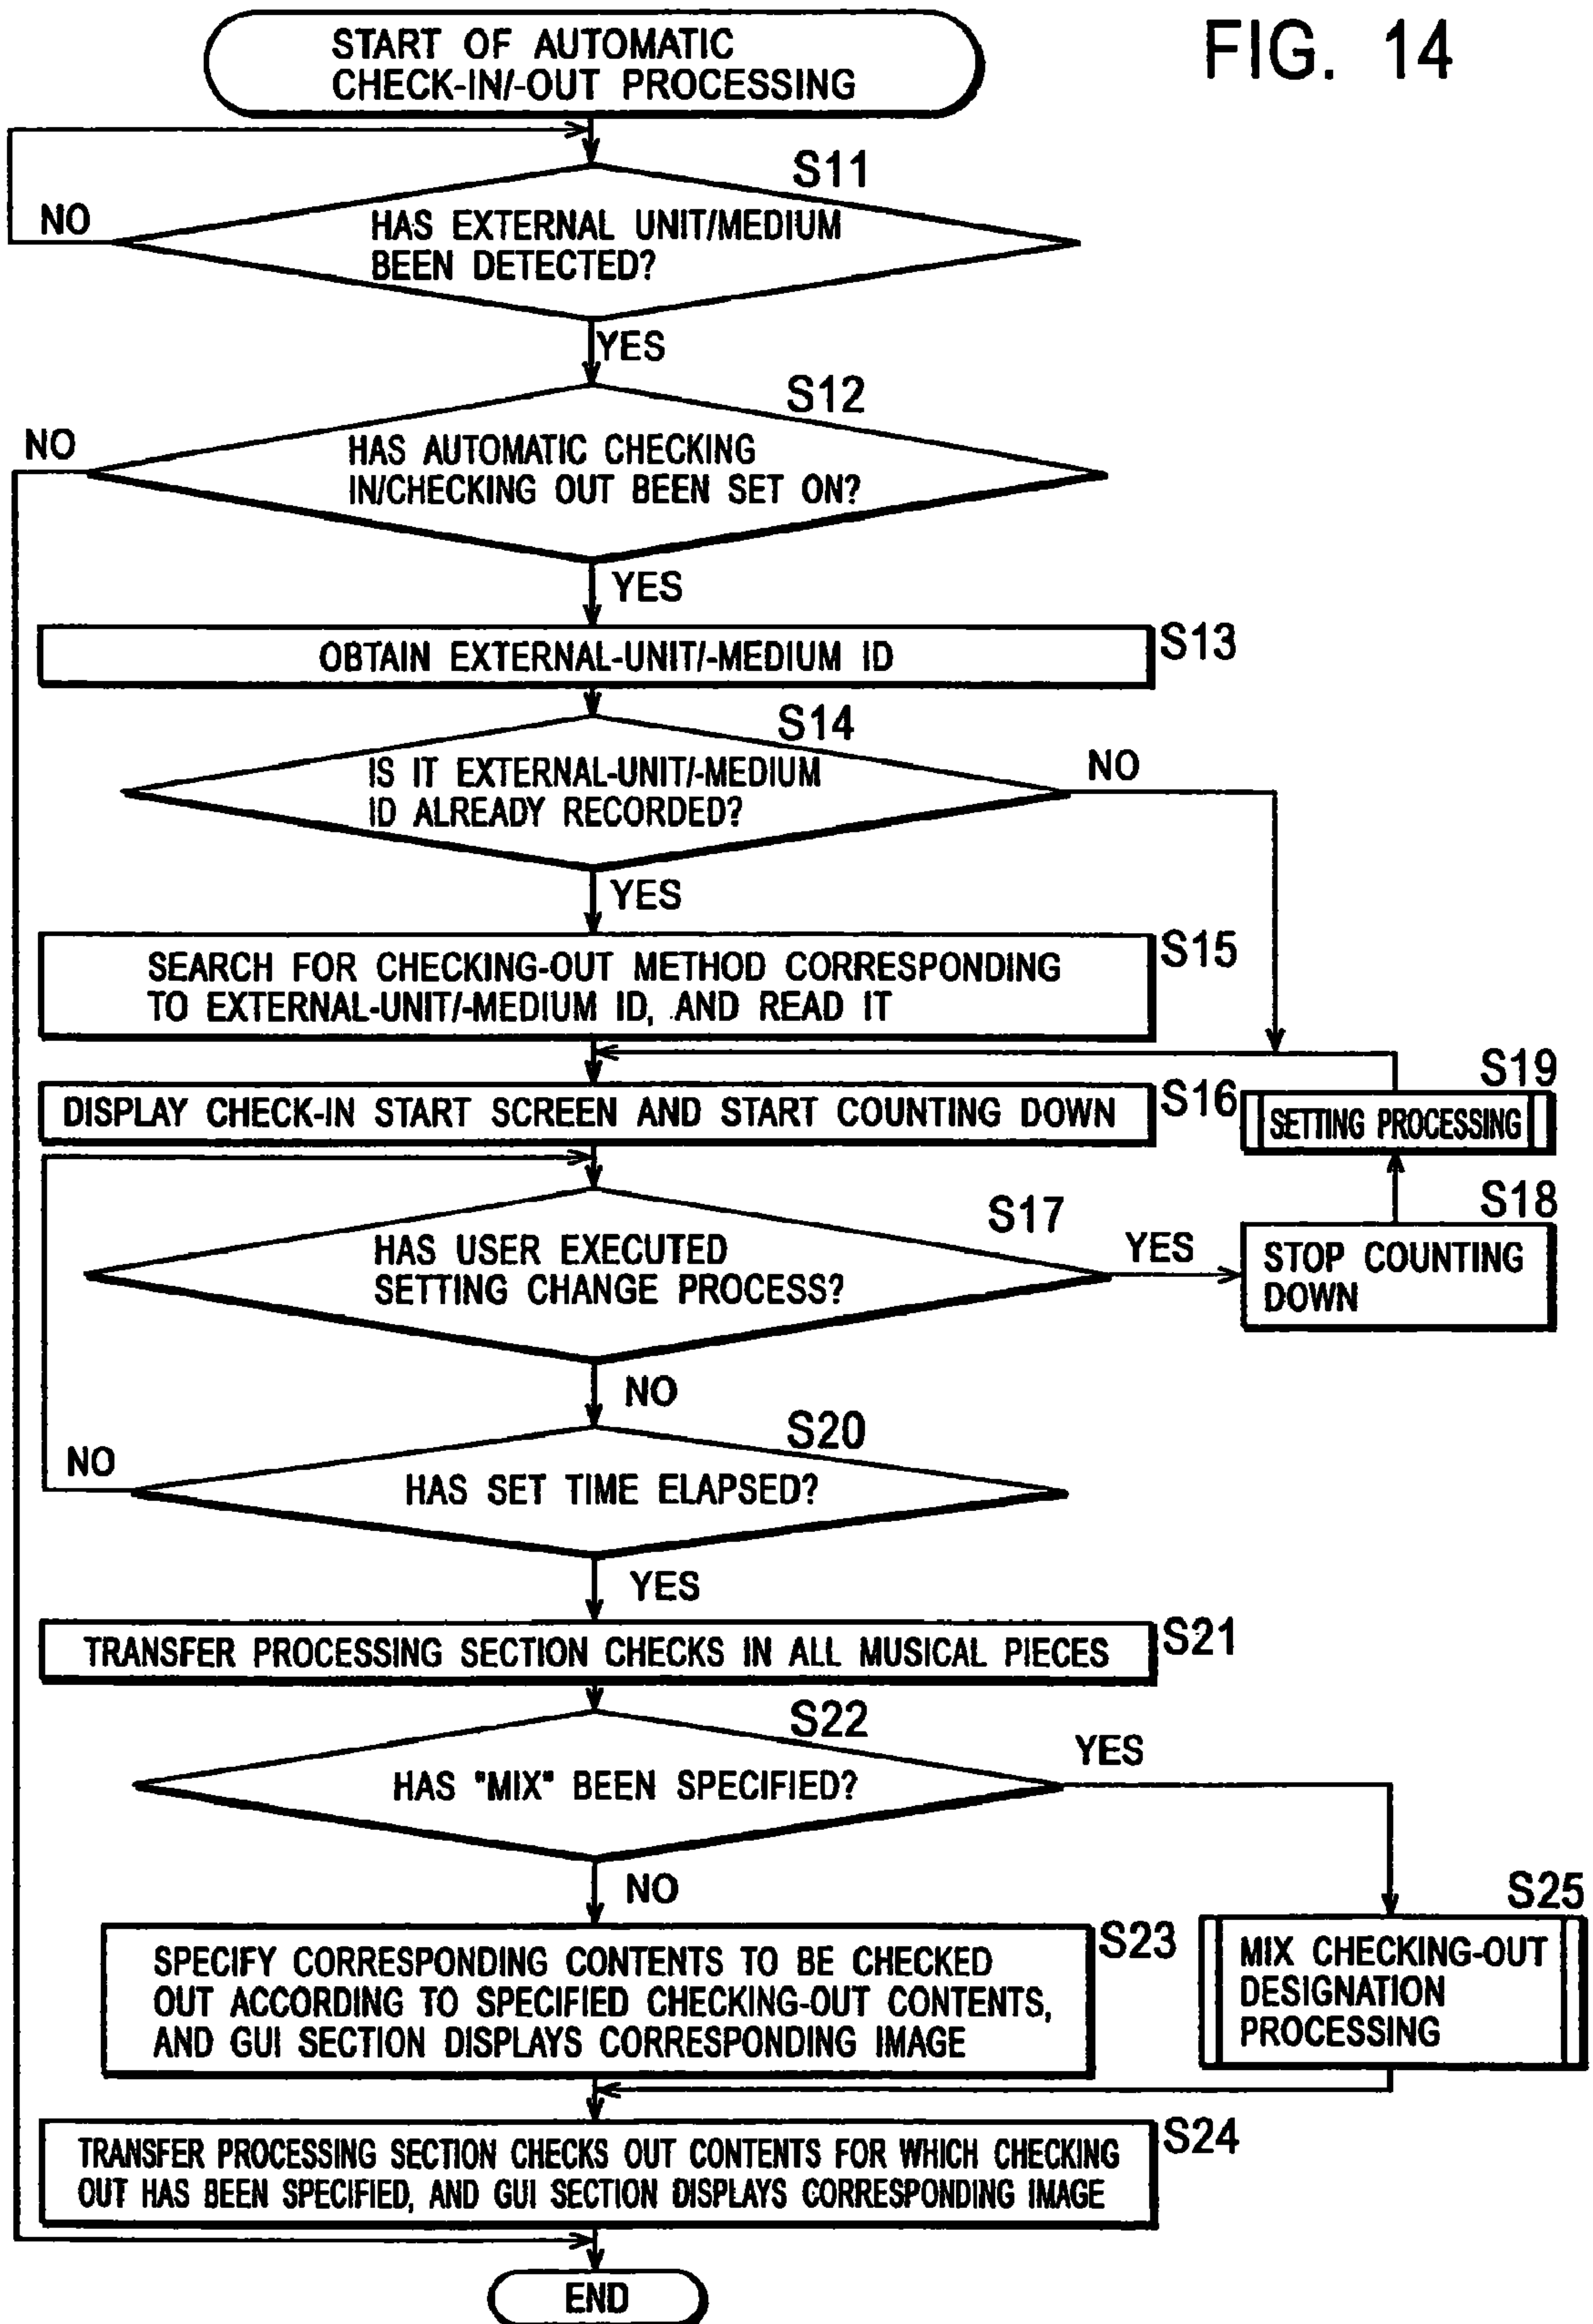 FIG. 14
START OF AUTOMATIC
CHECK-IN/-OUT PROCESSING
S11
NO
HAS EXTERNAL UNIT/MEDIUM
BEEN DETECTED?
YES
S12
NO
HAS AUTOMATIC CHECKING
IN/CHECKING OUT BEEN SET ON?
YES
OBTAIN EXTERNAL-UNIT/-MEDIUM ID
S13
S14
IS IT EXTERNAL-UNIT/-MEDIUM
ID ALREADY RECORDED?
NO
YES
S15
SEARCH FOR CHECKING-OUT METHOD CORRESPONDING
TO EXTERNAL-UNIT/-MEDIUM ID, AND READ IT
DISPLAY CHECK-IN START SCREEN AND START COUNTING DOWN
S16
S19
SETTING PROCESSING
S17
HAS USER EXECUTED
SETTING CHANGE PROCESS?
YES
S18
STOP COUNTING
DOWN
NO
S20
NO
HAS SET TIME ELAPSED?
YES
TRANSFER PROCESSING SECTION CHECKS IN ALL MUSICAL PIECES
S21
S22
HAS "MIX" BEEN SPECIFIED?
YES
NO
S23
SPECIFY CORRESPONDING CONTENTS TO BE CHECKED
OUT ACCORDING TO SPECIFIED CHECKING-OUT CONTENTS,
AND GUI SECTION DISPLAYS CORRESPONDING IMAGE
S25
MIX CHECKING-OUT
DESIGNATION
PROCESSING
S24
TRANSFER PROCESSING SECTION CHECKS OUT CONTENTS FOR WHICH CHECKING
OUT HAS BEEN SPECIFIED, AND GUI SECTION DISPLAYS CORRESPONDING IMAGE
END